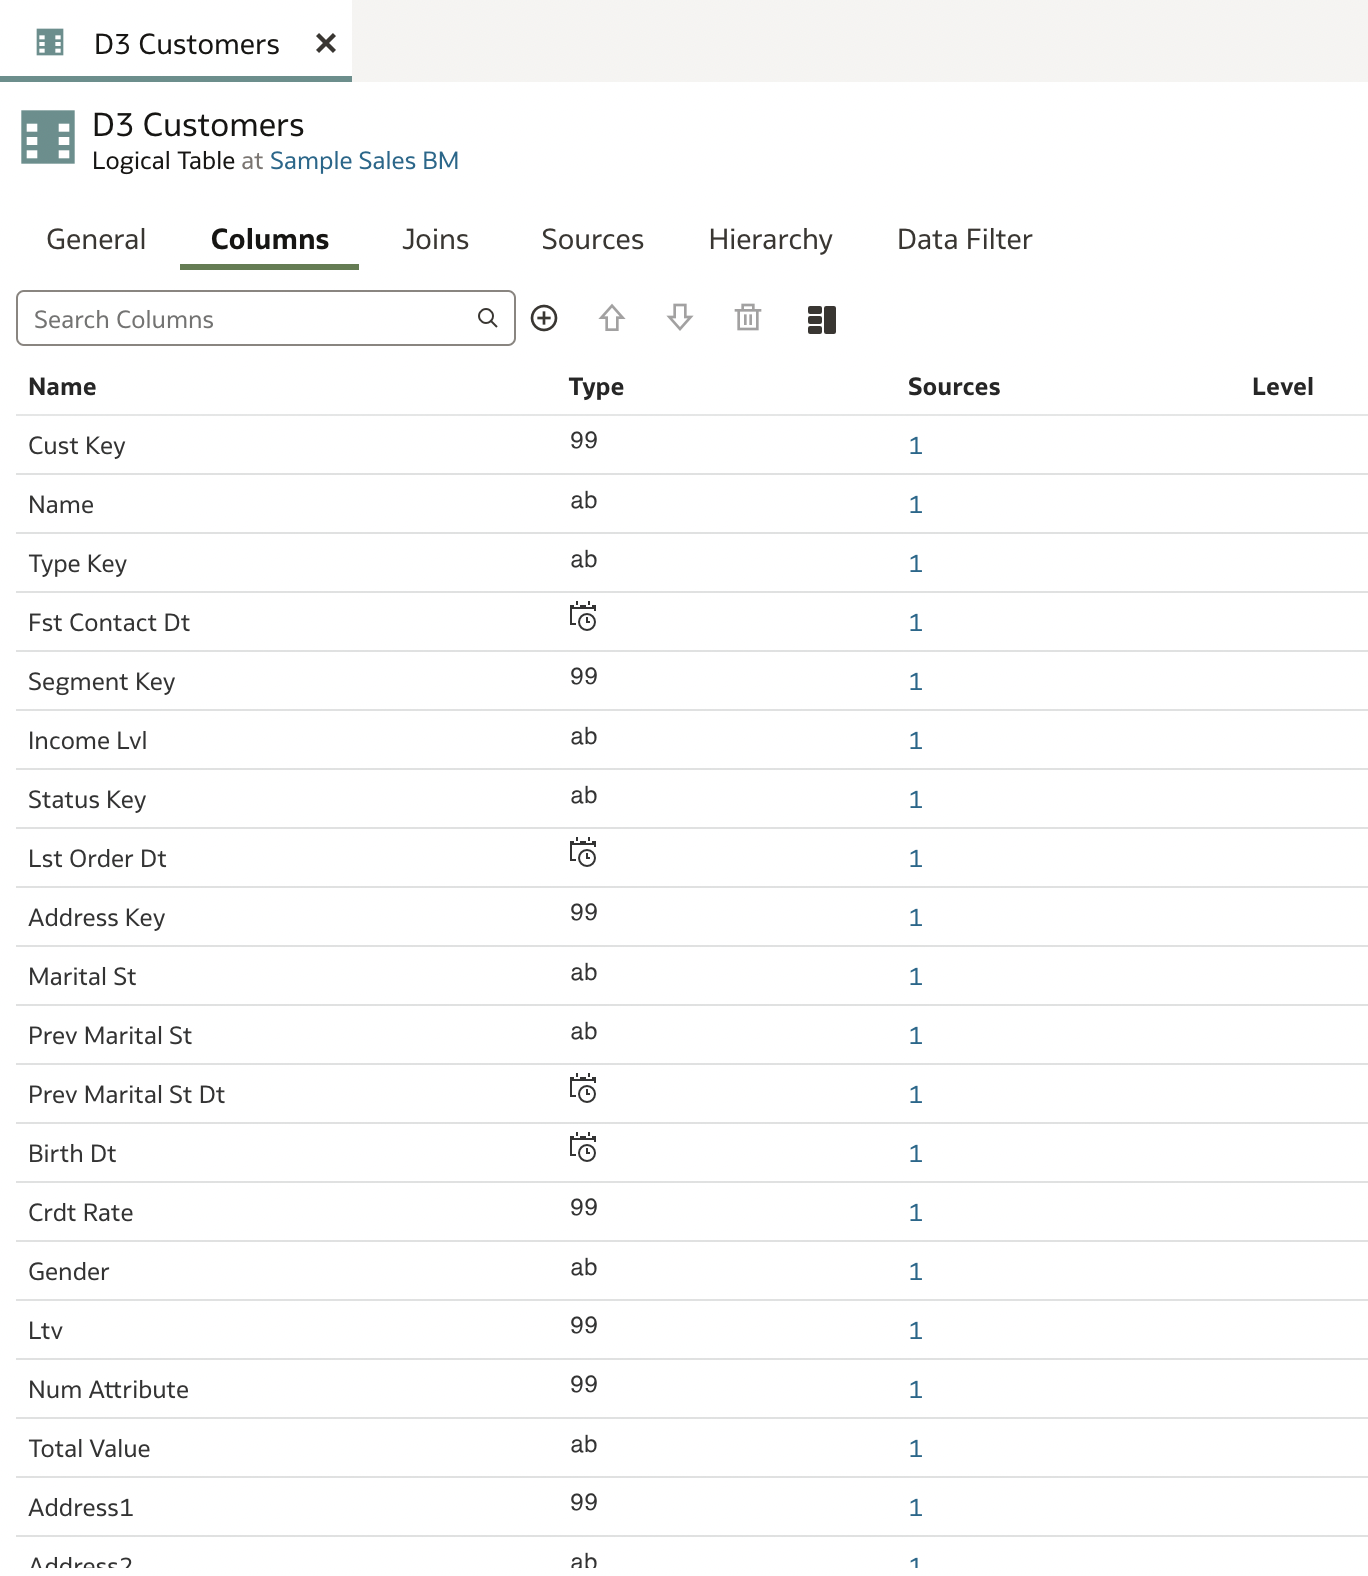 D3 Customers
D3 Customers
Logical Table at Sample Sales BM
General Columns Joins Sources Hierarchy Data Filter
Search Columns
Name Type Sources Level
Cust Key 99 1
Name ab 1
Type Key ab 1
Fst Contact Dt 1
Segment Key 99 1
Income Lvl ab 1
Status Key ab 1
Lst Order Dt 1
Address Key 99 1
Marital St ab 1
Prev Marital St ab 1
Prev Marital St Dt 1
Birth Dt 1
Crdt Rate 99 1
Gender ab 1
Ltv 99 1
Num Attribute 99 1
Total Value ab 1
Address1 99 1
Address2 ab 1